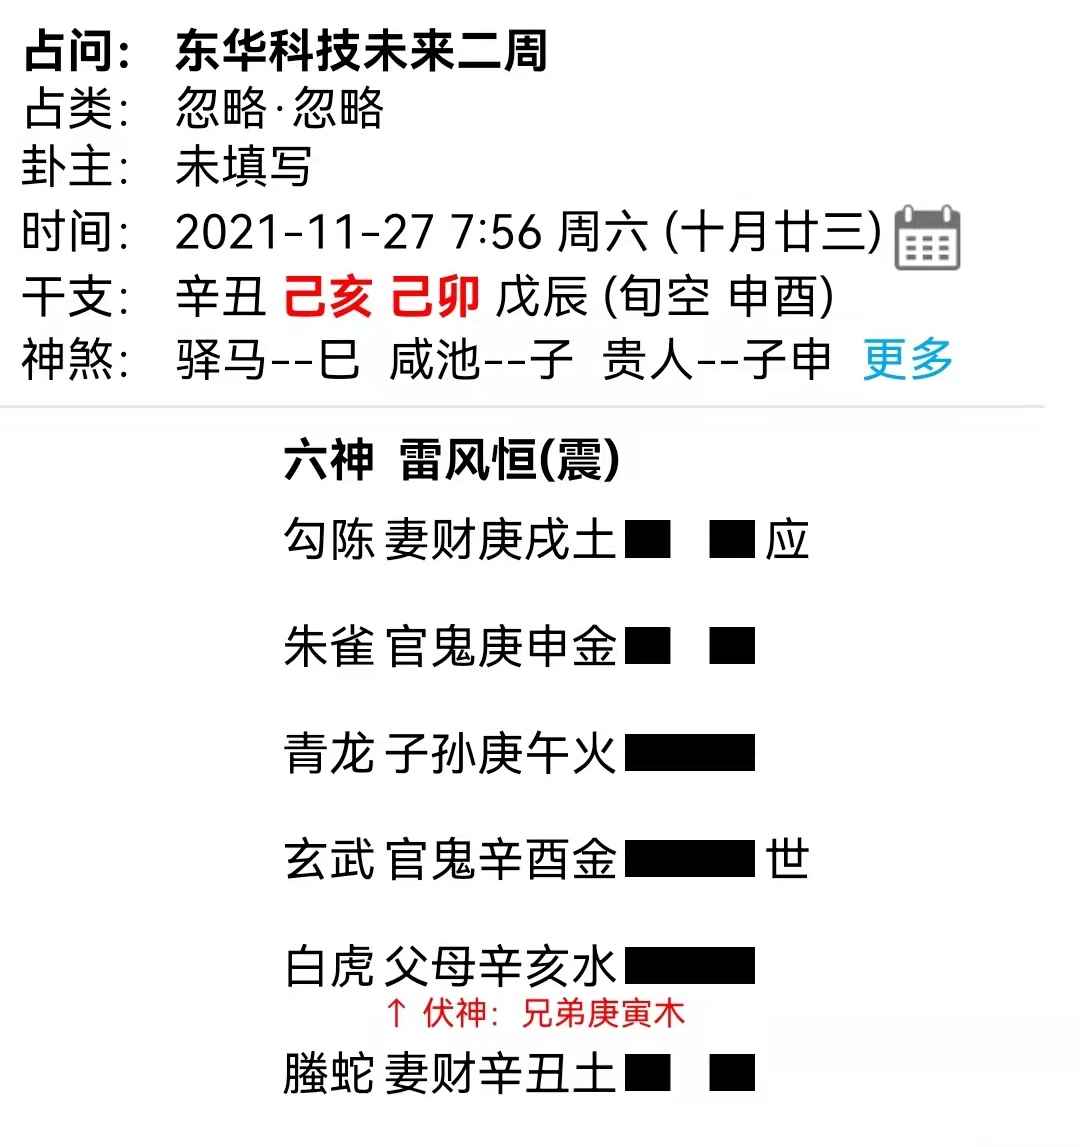 占问： 东华科技未来二周
占类： 忽略·忽略
卦主： 未填写
时间： 2021-11-27 7:56 周六 (十月廿三)
干支： 辛丑 己亥 己卯 戊辰 (旬空 申酉)
神煞： 驿马--巳 咸池--子 贵人--子申 更多
六神 雷风恒(震)
勾陈 妻财庚戌土 应
朱雀 官鬼庚申金
青龙 子孙庚午火
玄武 官鬼辛酉金 世
白虎 父母辛亥水
↑ 伏神：兄弟庚寅木
螣蛇 妻财辛丑土